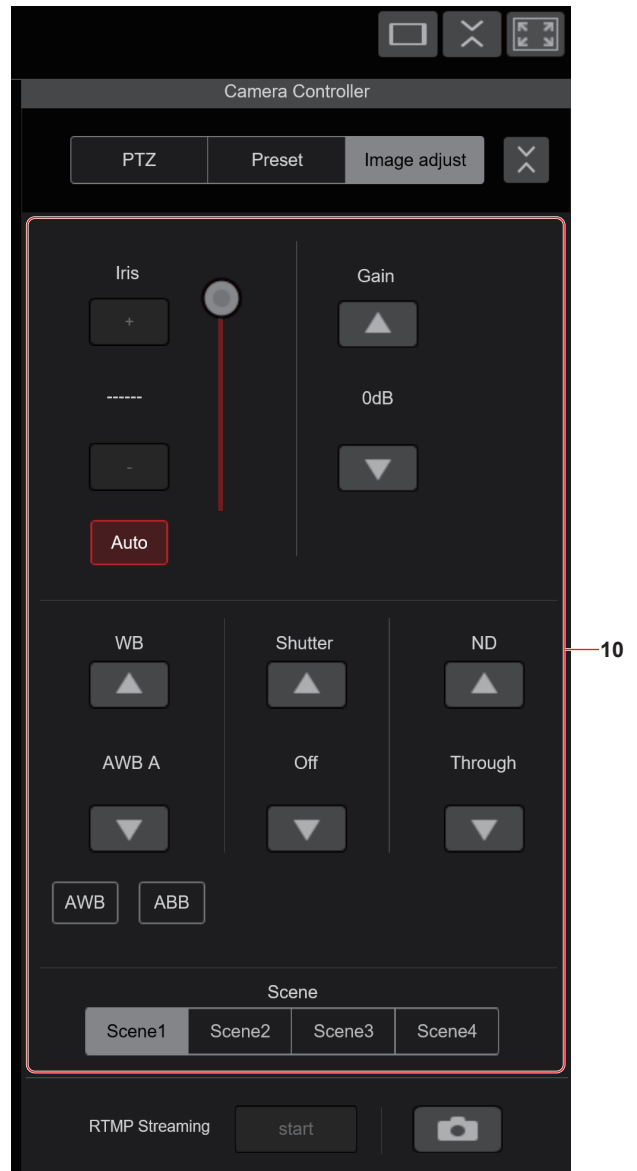 Camera Controller
PTZ Preset Image adjust
Iris Gain
+
------ 0dB
-
Auto
WB Shutter ND
10
AWB A Off Through
AWB ABB
Scene
Scene1 Scene2 Scene3 Scene4
RTMP Streaming start